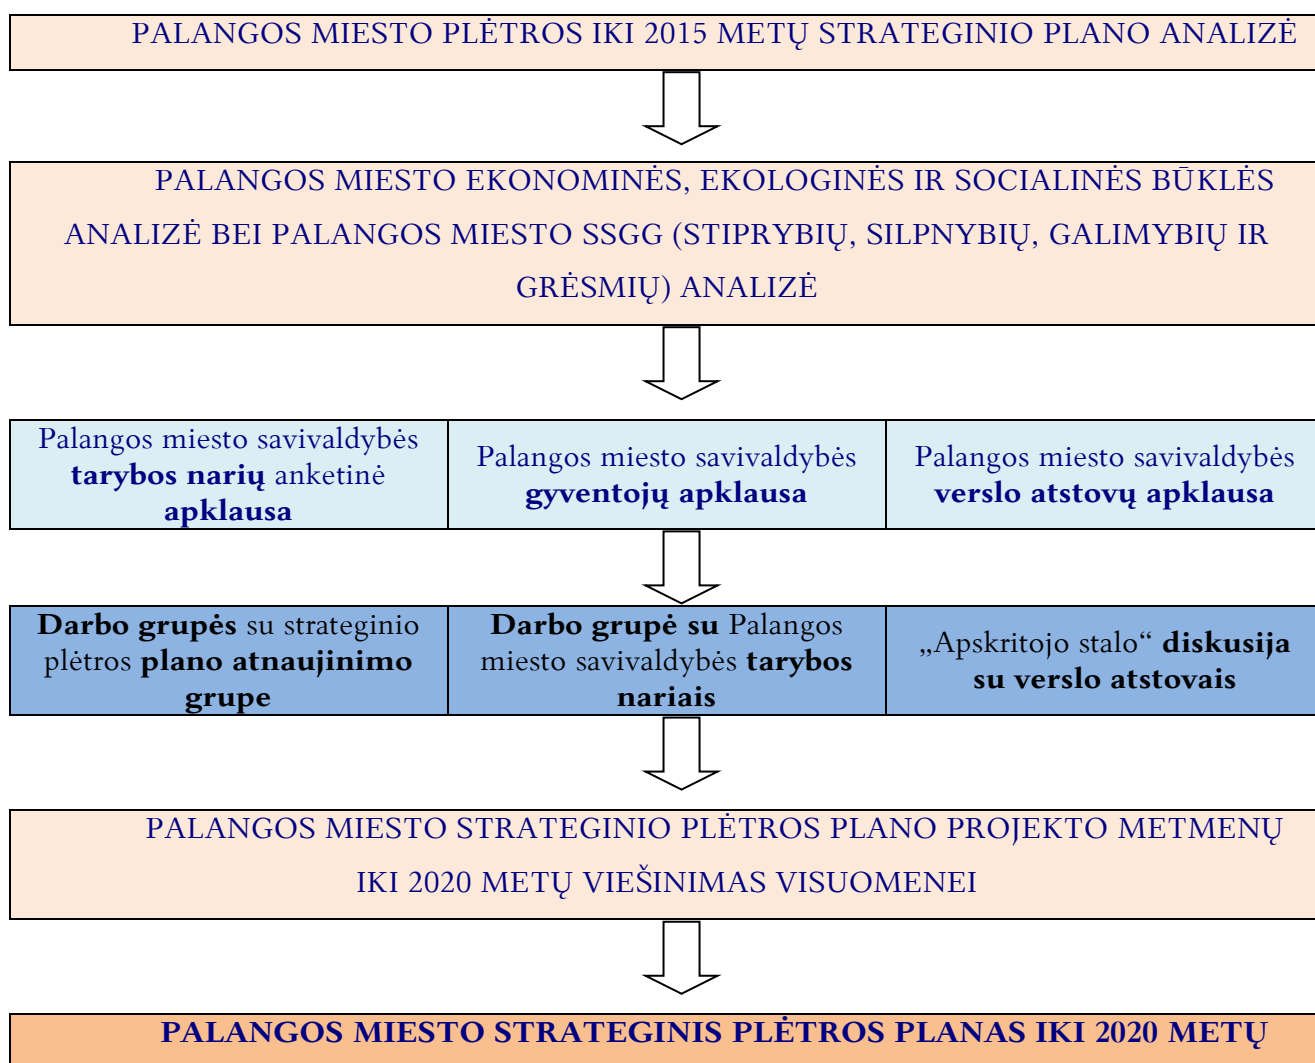 PALANGOS MIESTO PLĖTROS IKI 2015 METŲ STRATEGINIO PLANO ANALIZĖ
PALANGOS MIESTO EKONOMINĖS, EKOLOGINĖS IR SOCIALINĖS BŪKLĖS
ANALIZĖ BEI PALANGOS MIESTO SSGG (STIPRYBIŲ, SILPNYBIŲ, GALIMYBIŲ IR
GRĖSMIŲ) ANALIZĖ
Palangos miesto savivaldybės
tarybos narių anketinė
apklausa
Palangos miesto savivaldybės
gyventojų apklausa
Palangos miesto savivaldybės
verslo atstovų apklausa
Darbo grupės su strateginio
plėtros plano atnaujinimo
grupe
Darbo grupė su Palangos
miesto savivaldybės tarybos
nariais
„Apskritojo stalo“ diskusija
su verslo atstovais
PALANGOS MIESTO STRATEGINIO PLĖTROS PLANO PROJEKTO METMENŲ
IKI 2020 METŲ VIEŠINIMAS VISUOMENEI
PALANGOS MIESTO STRATEGINIS PLĖTROS PLANAS IKI 2020 METŲ